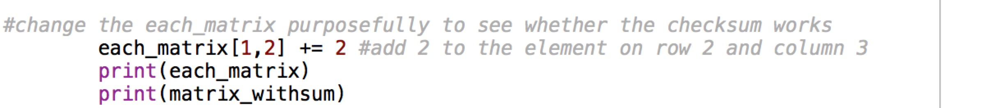 #change the each_matrix purposefully to see whether the checksum works
each_matrix[1,2] += 2 #add 2 to the element on row 2 and column 3
print(each_matrix)
print(matrix_withsum)